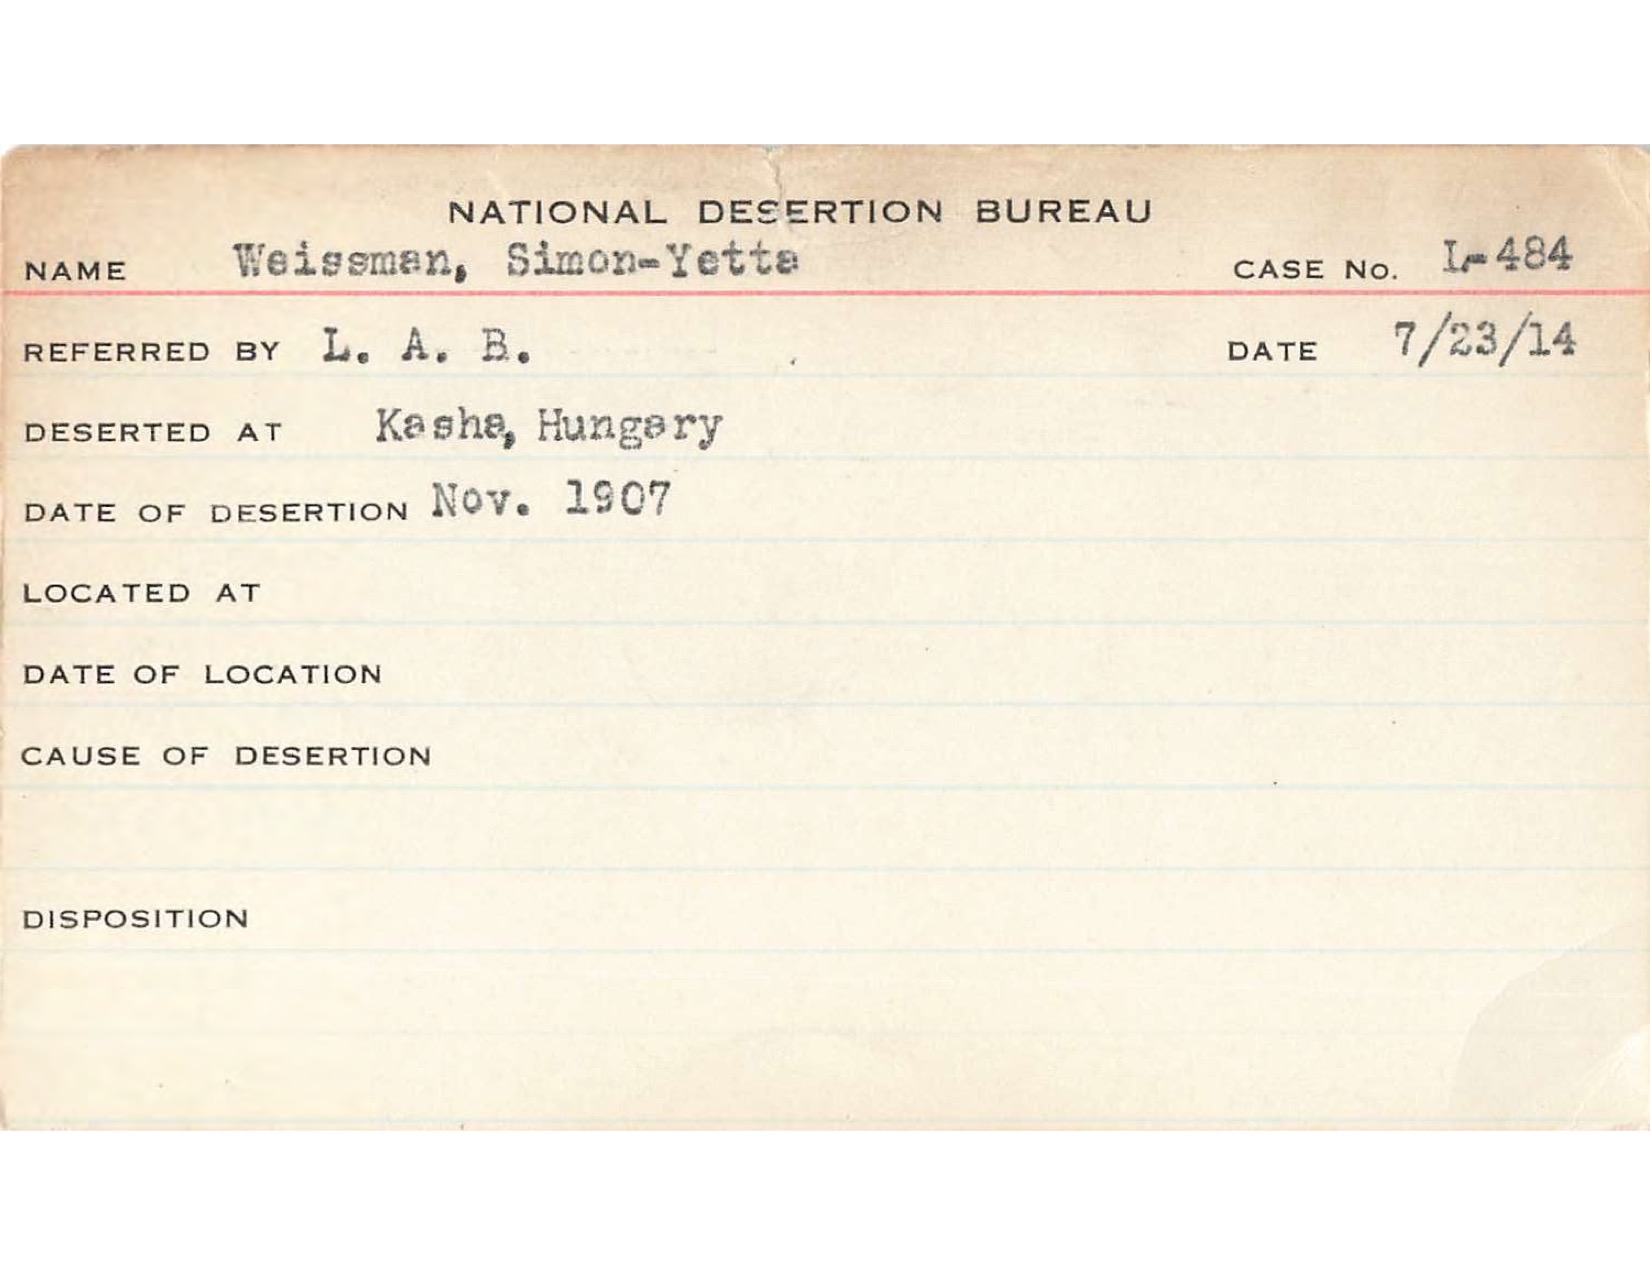 NATIONAL DESERTION BUREAU
NAME Weissman, Simon-Yetta CASE No. L-484
REFERRED BY L. A. B. DATE 7/23/14
DESERTED AT Kasha, Hungary
DATE OF DESERTION Nov. 1907
LOCATED AT
DATE OF LOCATION
CAUSE OF DESERTION
DISPOSITION